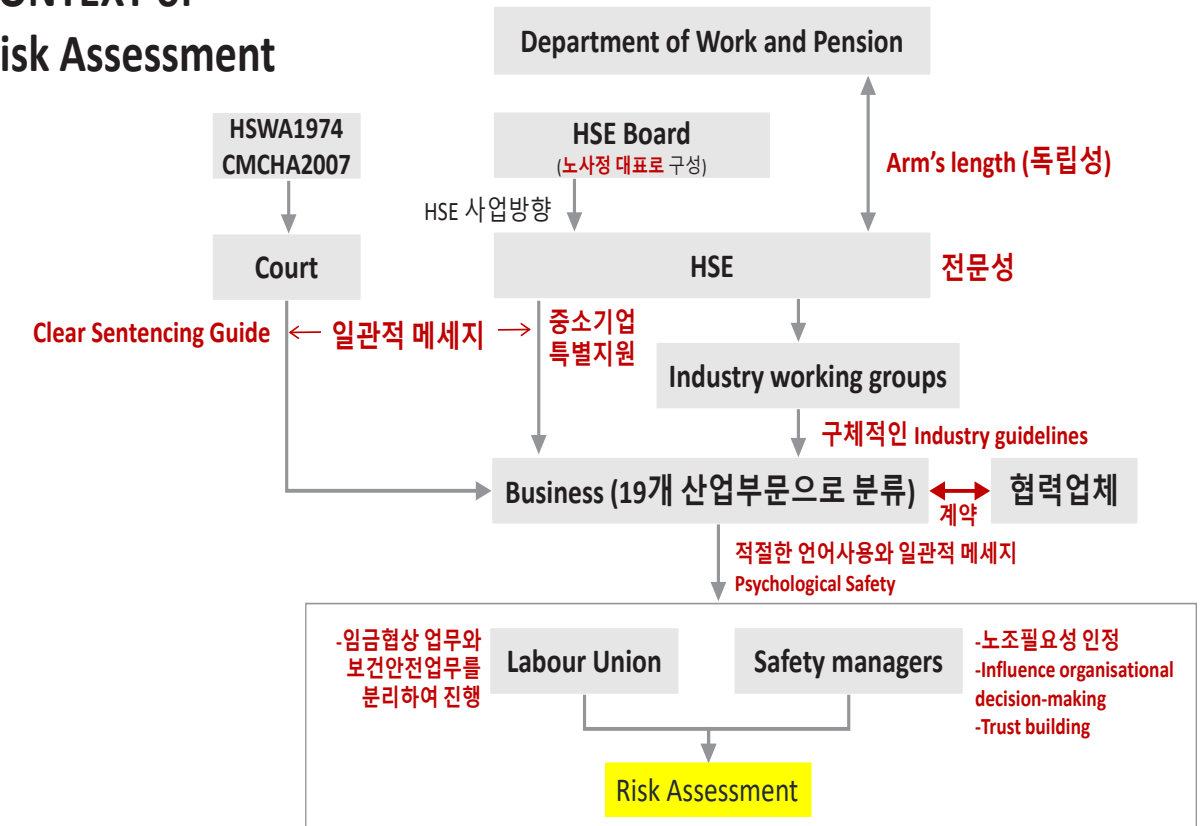 isk Assessment
Department of Work and Pension
HSWA1974
CMCHA2007
HSE Board
(노사정 대표로 구성)
Arm's length (독립성)
HSE 사업방향
Court
HSE
전문성
Clear Sentencing Guide
일관적 메세지
중소기업
특별지원
Industry working groups
구체적인 Industry guidelines
Business (19개 산업부문으로 분류)
계약
협력업체
적절한 언어사용와 일관적 메세지
Psychological Safety
-임금협상 업무와
보건안전업무를
분리하여 진행
Labour Union
Safety managers
-노조필요성 인정
-Influence organisational
decision-making
-Trust building
Risk Assessment